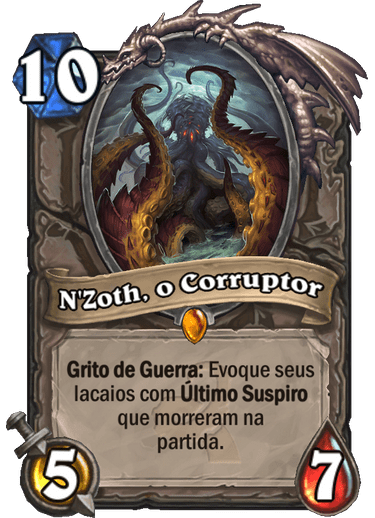 10
N'Zoth, o Corruptor
Grito de Guerra: Evoque seus
lacaios com Último Suspiro
que morreram na
partida.
5
7